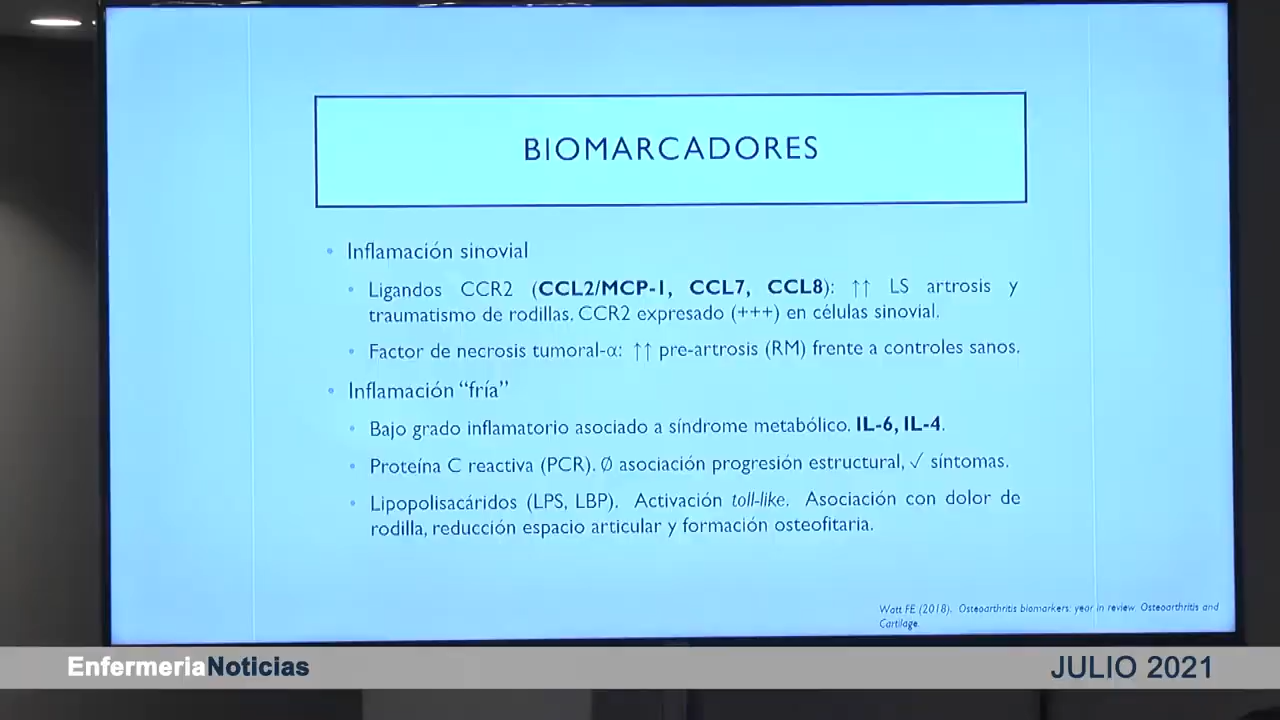 BIOMARCADORES
• Inflamación sinovial
• Ligandos CCR2 (CCL2/MCP-1, CCL7, CCL8): ↑↑ LS artrosis y
traumatismo de rodillas. CCR2 expresado (+++) en células sinovial.
• Factor de necrosis tumoral-α: ↑↑ pre-artrosis (RM) frente a controles sanos.
• Inflamación “fría”
• Bajo grado inflamatorio asociado a síndrome metabólico. IL-6, IL-4.
• Proteína C reactiva (PCR). Ø asociación progresión estructural, ✓ síntomas.
• Lipopolisacáridos (LPS, LBP). Activación toll-like. Asociación con dolor de
rodilla, reducción espacio articular y formación osteofitaria.
Watt FE (2018). Osteoarthritis biomarkers: year in review. Osteoarthritis and
Cartilage.
EnfermeriaNoticias
JULIO 2021